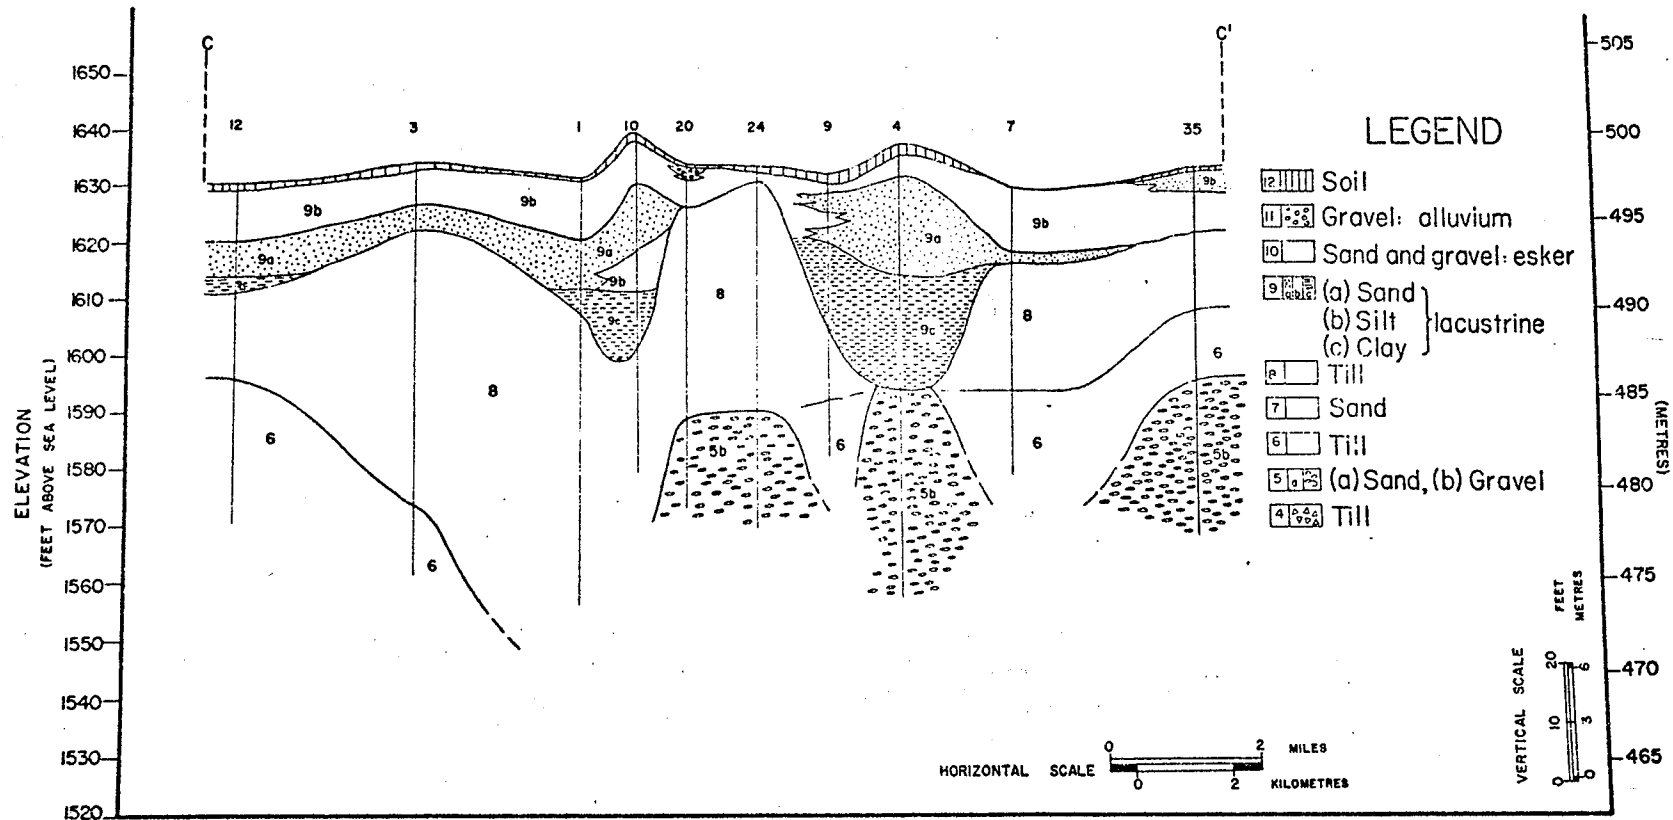 C C'
1650
1640
1630
1620
1610
1600
1590
1580
1570
1560
1550
1540
1530
1520
ELEVATION
(FEET ABOVE SEA LEVEL)
12 3 1 10 20 24 9 4 7 35
9b 9b 9b 9b
9a 9a 9a
9b
9c 9c
8 8 8
6 6 6 6 6
5b 5b 5b
505
500
495
490
485
480
475
470
465
(METRES)
LEGEND
12 Soil
11 Gravel: alluvium
10 Sand and gravel: esker
9 a b c (a) Sand
(b) Silt
(c) Clay
lacustrine
8 Till
7 Sand
6 Till
5 a (a) Sand, (b) Gravel
4 Till
HORIZONTAL SCALE
0 2 MILES
0 2 KILOMETRES
VERTICAL SCALE
FEET
METRES
20 6
10 3
0 0